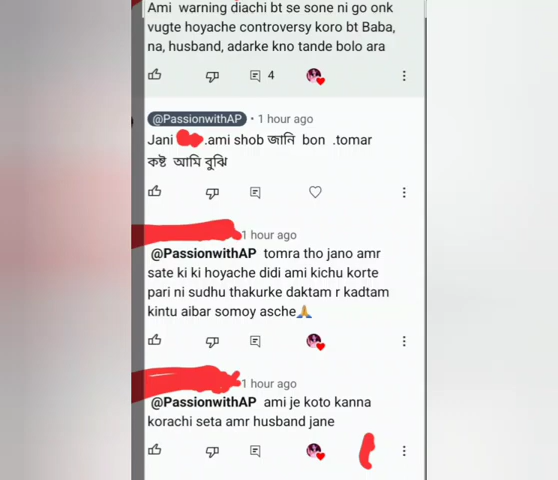 Ami warning diachi bt se sone ni go onk
vugte hoyache controversy koro bt Baba,
na, husband, adarke kno tande bolo ara
4
@PassionwithAP • 1 hour ago
Jani .ami shob জানি bon .tomar
কষ্ট আমি বুঝি
1 hour ago
@PassionwithAP tomra tho jano amr
sate ki ki hoyache didi ami kichu korte
pari ni sudhu thakurke daktam r kadtam
kintu aibar somoy asche🙏
1 hour ago
@PassionwithAP ami je koto kanna
korachi seta amr husband jane